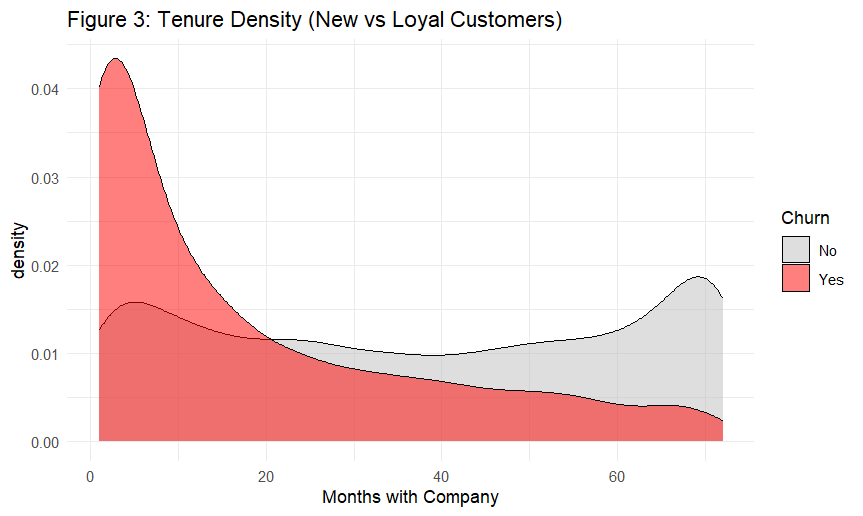 Figure 3: Tenure Density (New vs Loyal Customers)
density
0.04
0.03
0.02
0.01
0.00
0 20 40 60
Months with Company
Churn
No
Yes